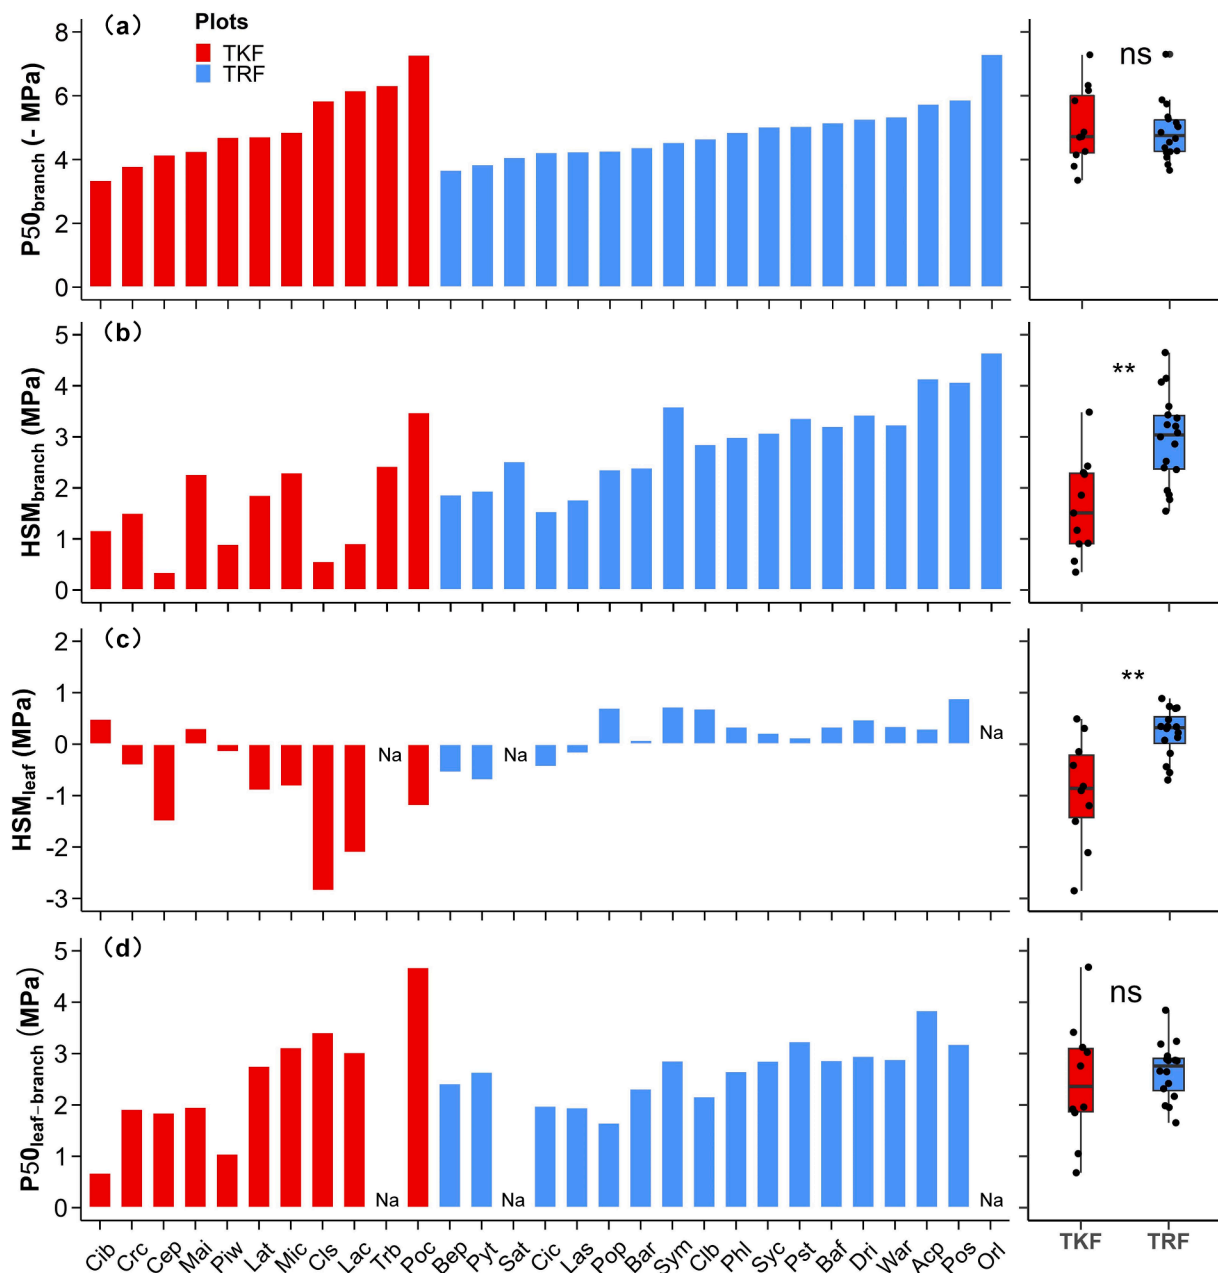 (a)
Plots
TKF
TRF
P50branch (- MPa)
8
6
4
2
0
ns
(b)
HSMbranch (MPa)
5
4
3
2
1
0
**
(c)
HSMleaf (MPa)
2
1
0
-1
-2
-3
Na
Na
Na
**
(d)
P50leaf−branch (MPa)
5
4
3
2
1
0
Na
Na
Na
ns
Cib Crc Cep Mai Piw Lat Mic Cls Lac Trb Poc Bep Pyt Sat Cic Las Pop Bar Sym Clb Phl Syc Pst Baf Dri War Acp Pos Orl
TKF TRF